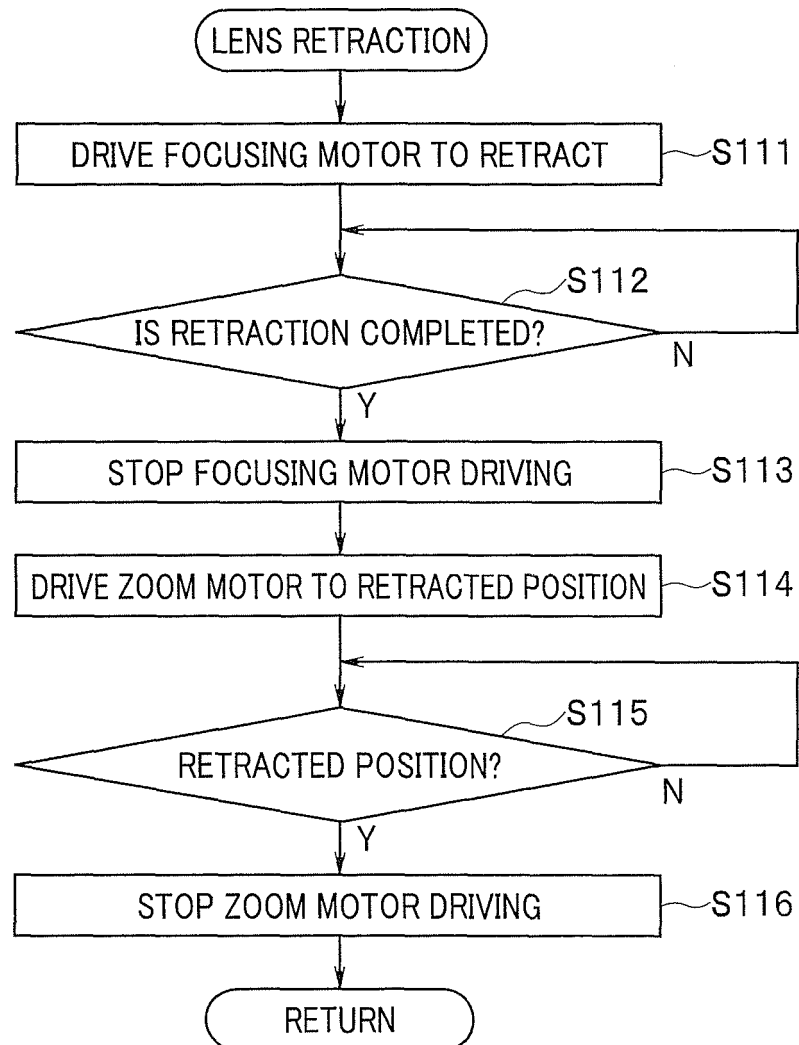 LENS RETRACTION
DRIVE FOCUSING MOTOR TO RETRACT
S111
S112
IS RETRACTION COMPLETED?
N
Y
STOP FOCUSING MOTOR DRIVING
S113
DRIVE ZOOM MOTOR TO RETRACTED POSITION
S114
S115
RETRACTED POSITION?
N
Y
STOP ZOOM MOTOR DRIVING
S116
RETURN